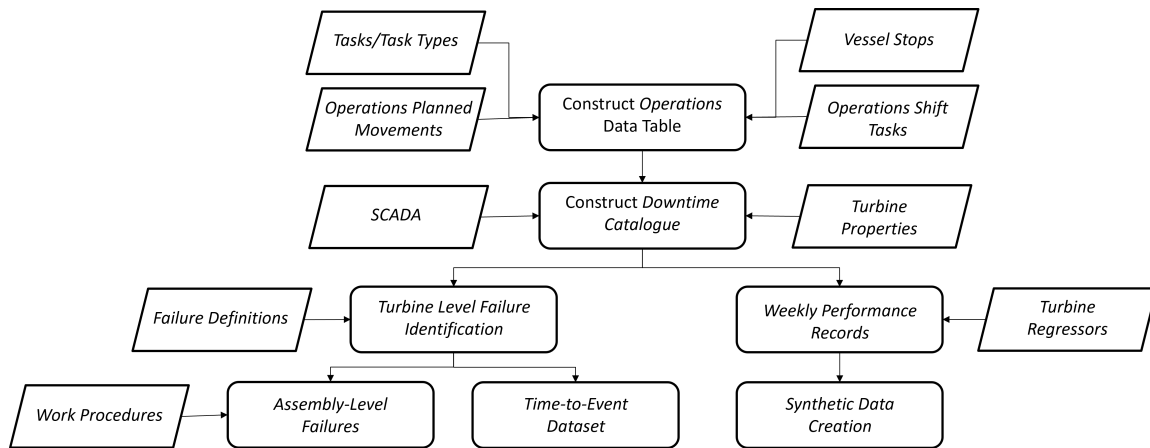 Tasks/Task Types
Vessel Stops
Operations Planned
Movements
Construct Operations
Data Table
Operations Shift
Tasks
SCADA
Construct Downtime
Catalogue
Turbine
Properties
Failure Definitions
Turbine Level Failure
Identification
Weekly Performance
Records
Turbine
Regressors
Work Procedures
Assembly-Level
Failures
Time-to-Event
Dataset
Synthetic Data
Creation